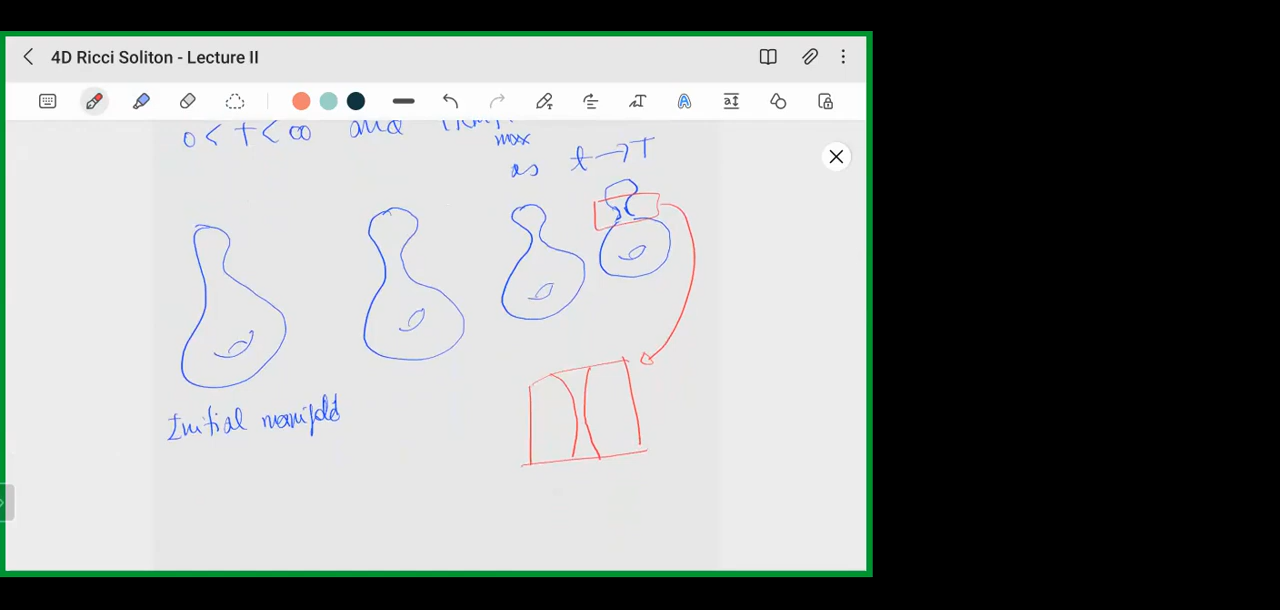 4D Ricci Soliton - Lecture II
0 < T < ∞ and
max
as t → T
Initial manifold